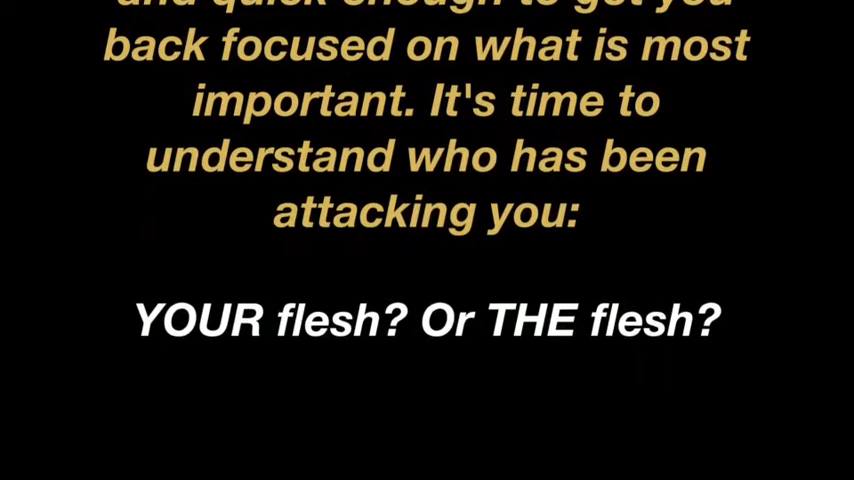 and quick enough to get you
back focused on what is most
important. It's time to
understand who has been
attacking you:
YOUR flesh? Or THE flesh?